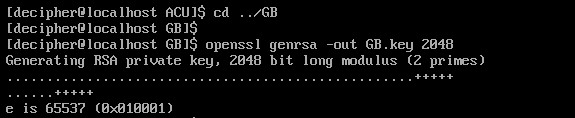 [decipher@localhost ACU]$ cd ../GB
[decipher@localhost GB]$
[decipher@localhost GB]$ openssl genrsa -out GB.key 2048
Generating RSA private key, 2048 bit long modulus (2 primes)
.....................................................+++++
......+++++
e is 65537 (0x010001)